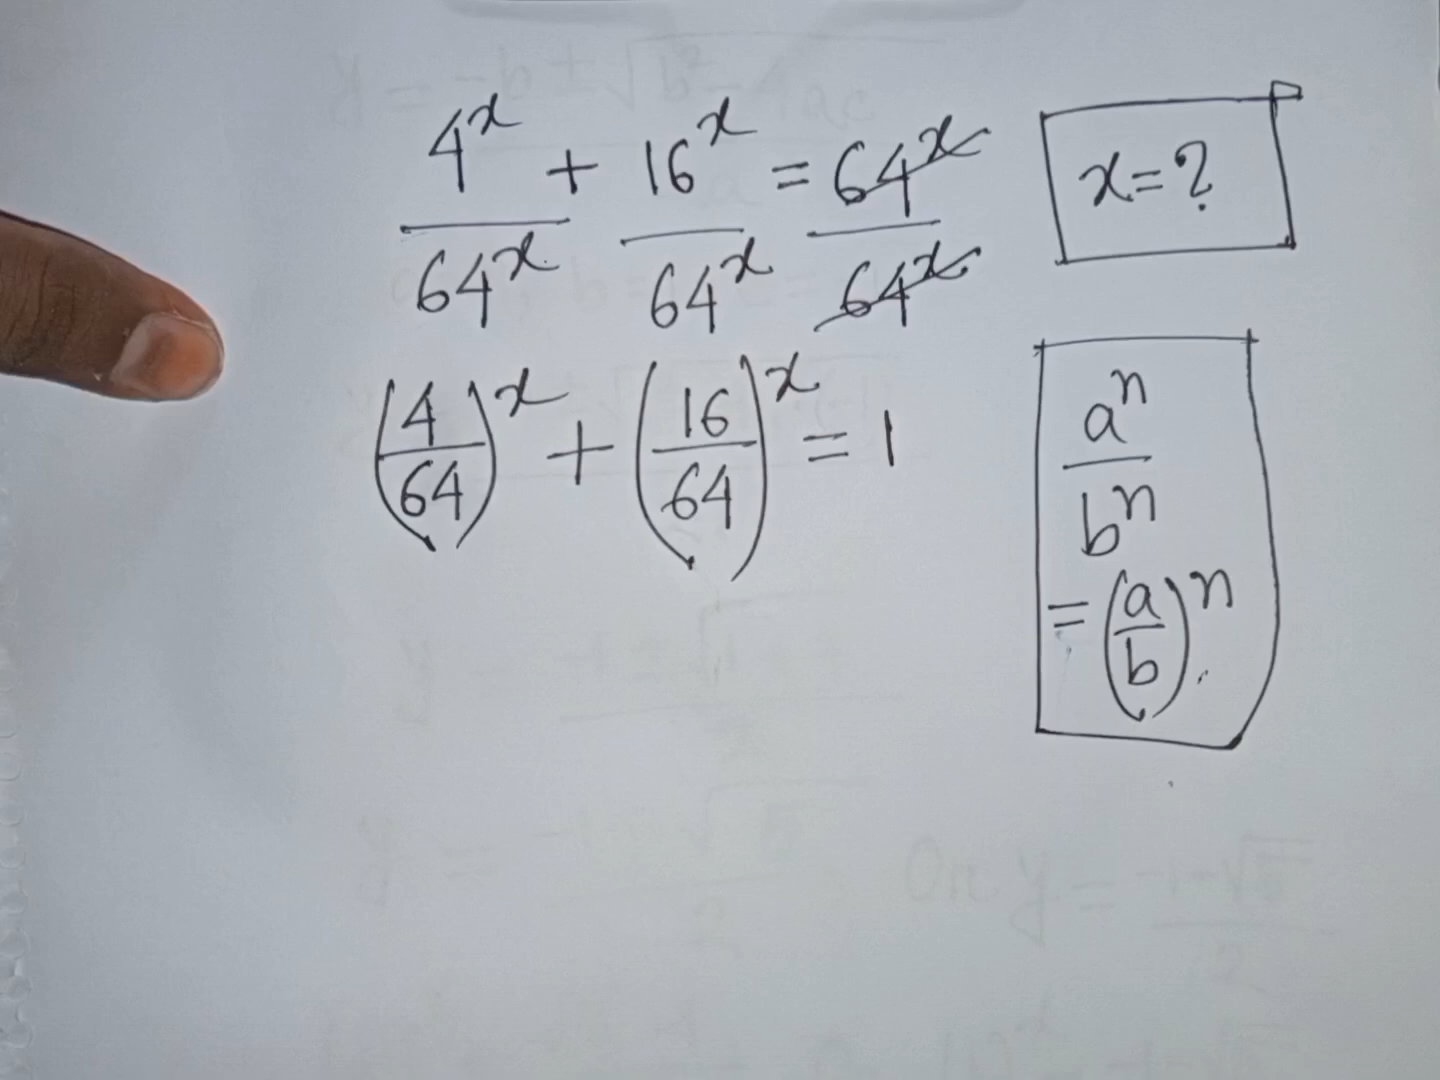 4^x + 16^x = 64^x
64^x 64^x 64^x
x=?
(4/64)^x + (16/64)^x = 1
a^n
b^n
= (a/b)^n.